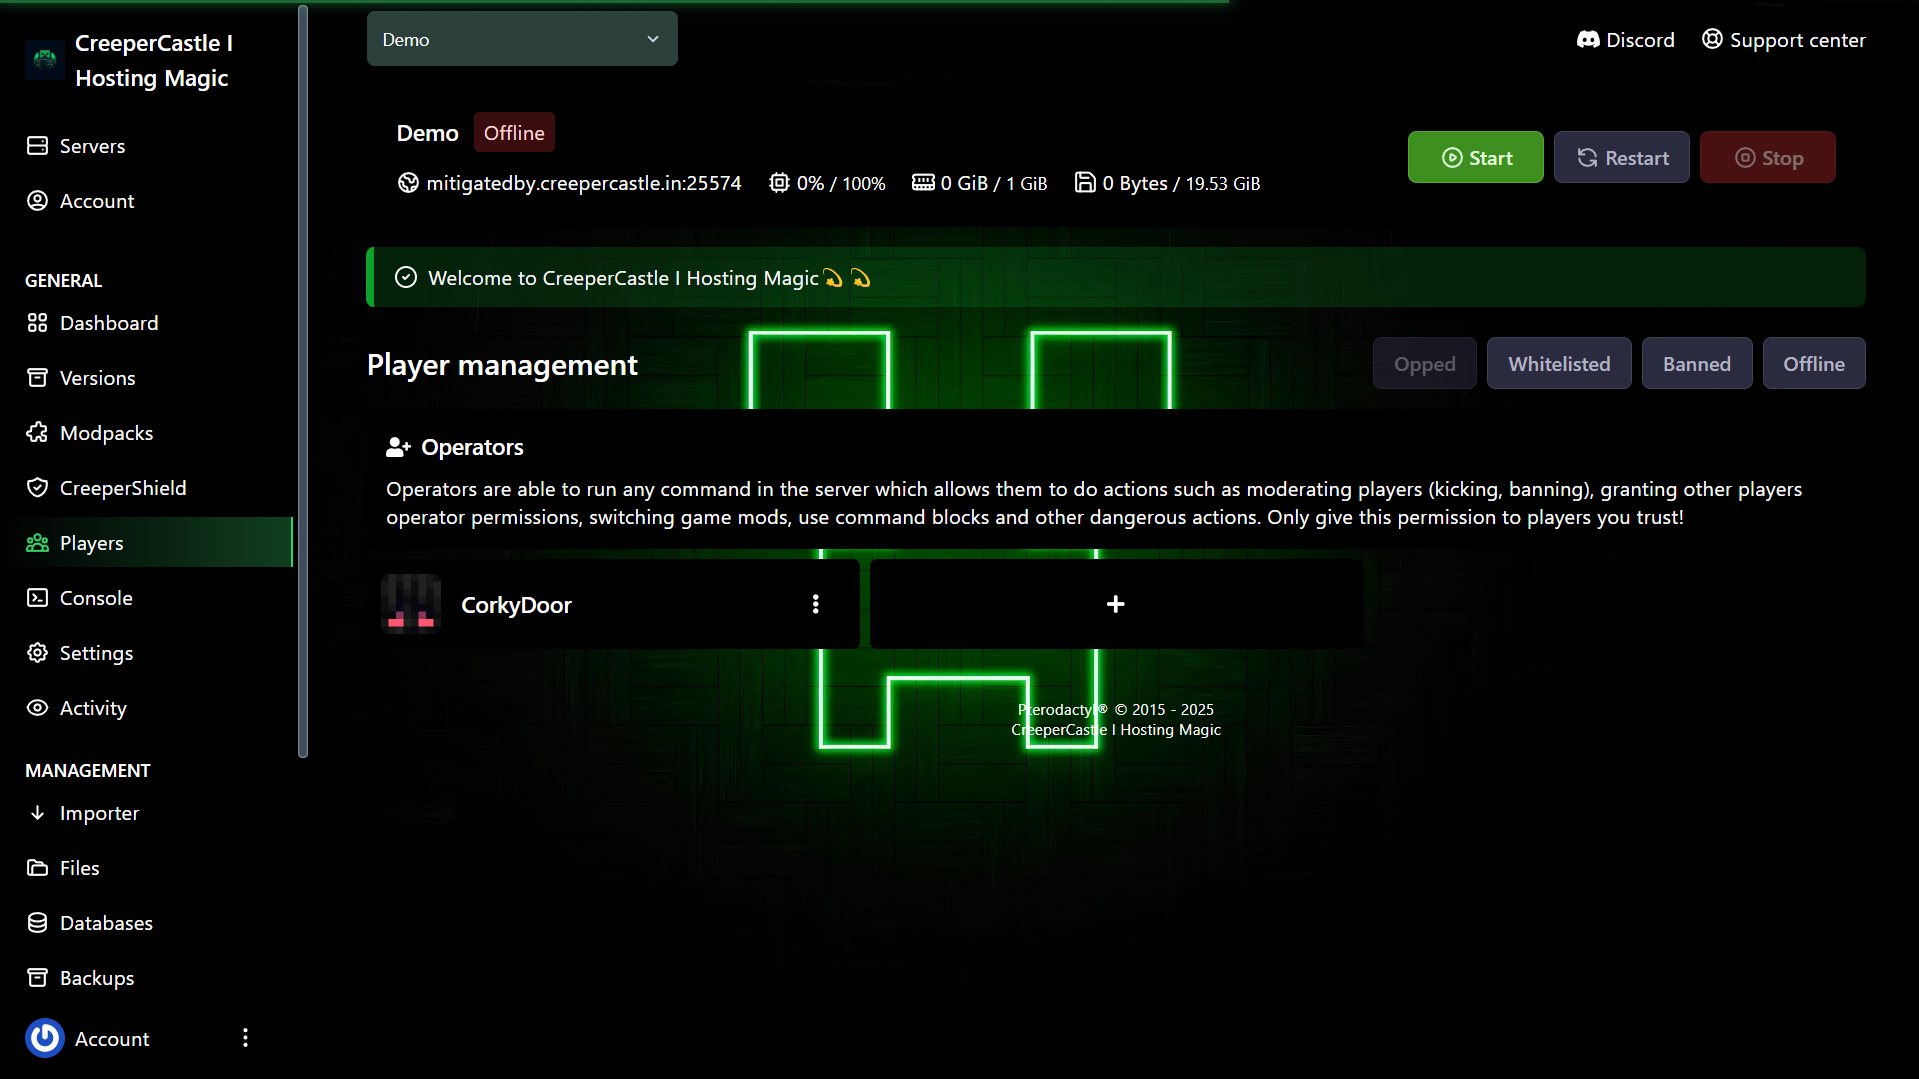 CreeperCastle I
Hosting Magic
Servers
Account
GENERAL
Dashboard
Versions
Modpacks
CreeperShield
Players
Console
Settings
Activity
MANAGEMENT
Importer
Files
Databases
Backups
Account
Demo
Discord
Support center
Demo
Offline
mitigatedby.creepercastle.in:25574
0% / 100%
0 GiB / 1 GiB
0 Bytes / 19.53 GiB
Start
Restart
Stop
Welcome to CreeperCastle I Hosting Magic💫 💫
Player management
Opped
Whitelisted
Banned
Offline
Operators
Operators are able to run any command in the server which allows them to do actions such as moderating players (kicking, banning), granting other players
operator permissions, switching game mods, use command blocks and other dangerous actions. Only give this permission to players you trust!
CorkyDoor
Pterodactyl® © 2015 - 2025
CreeperCastle I Hosting Magic